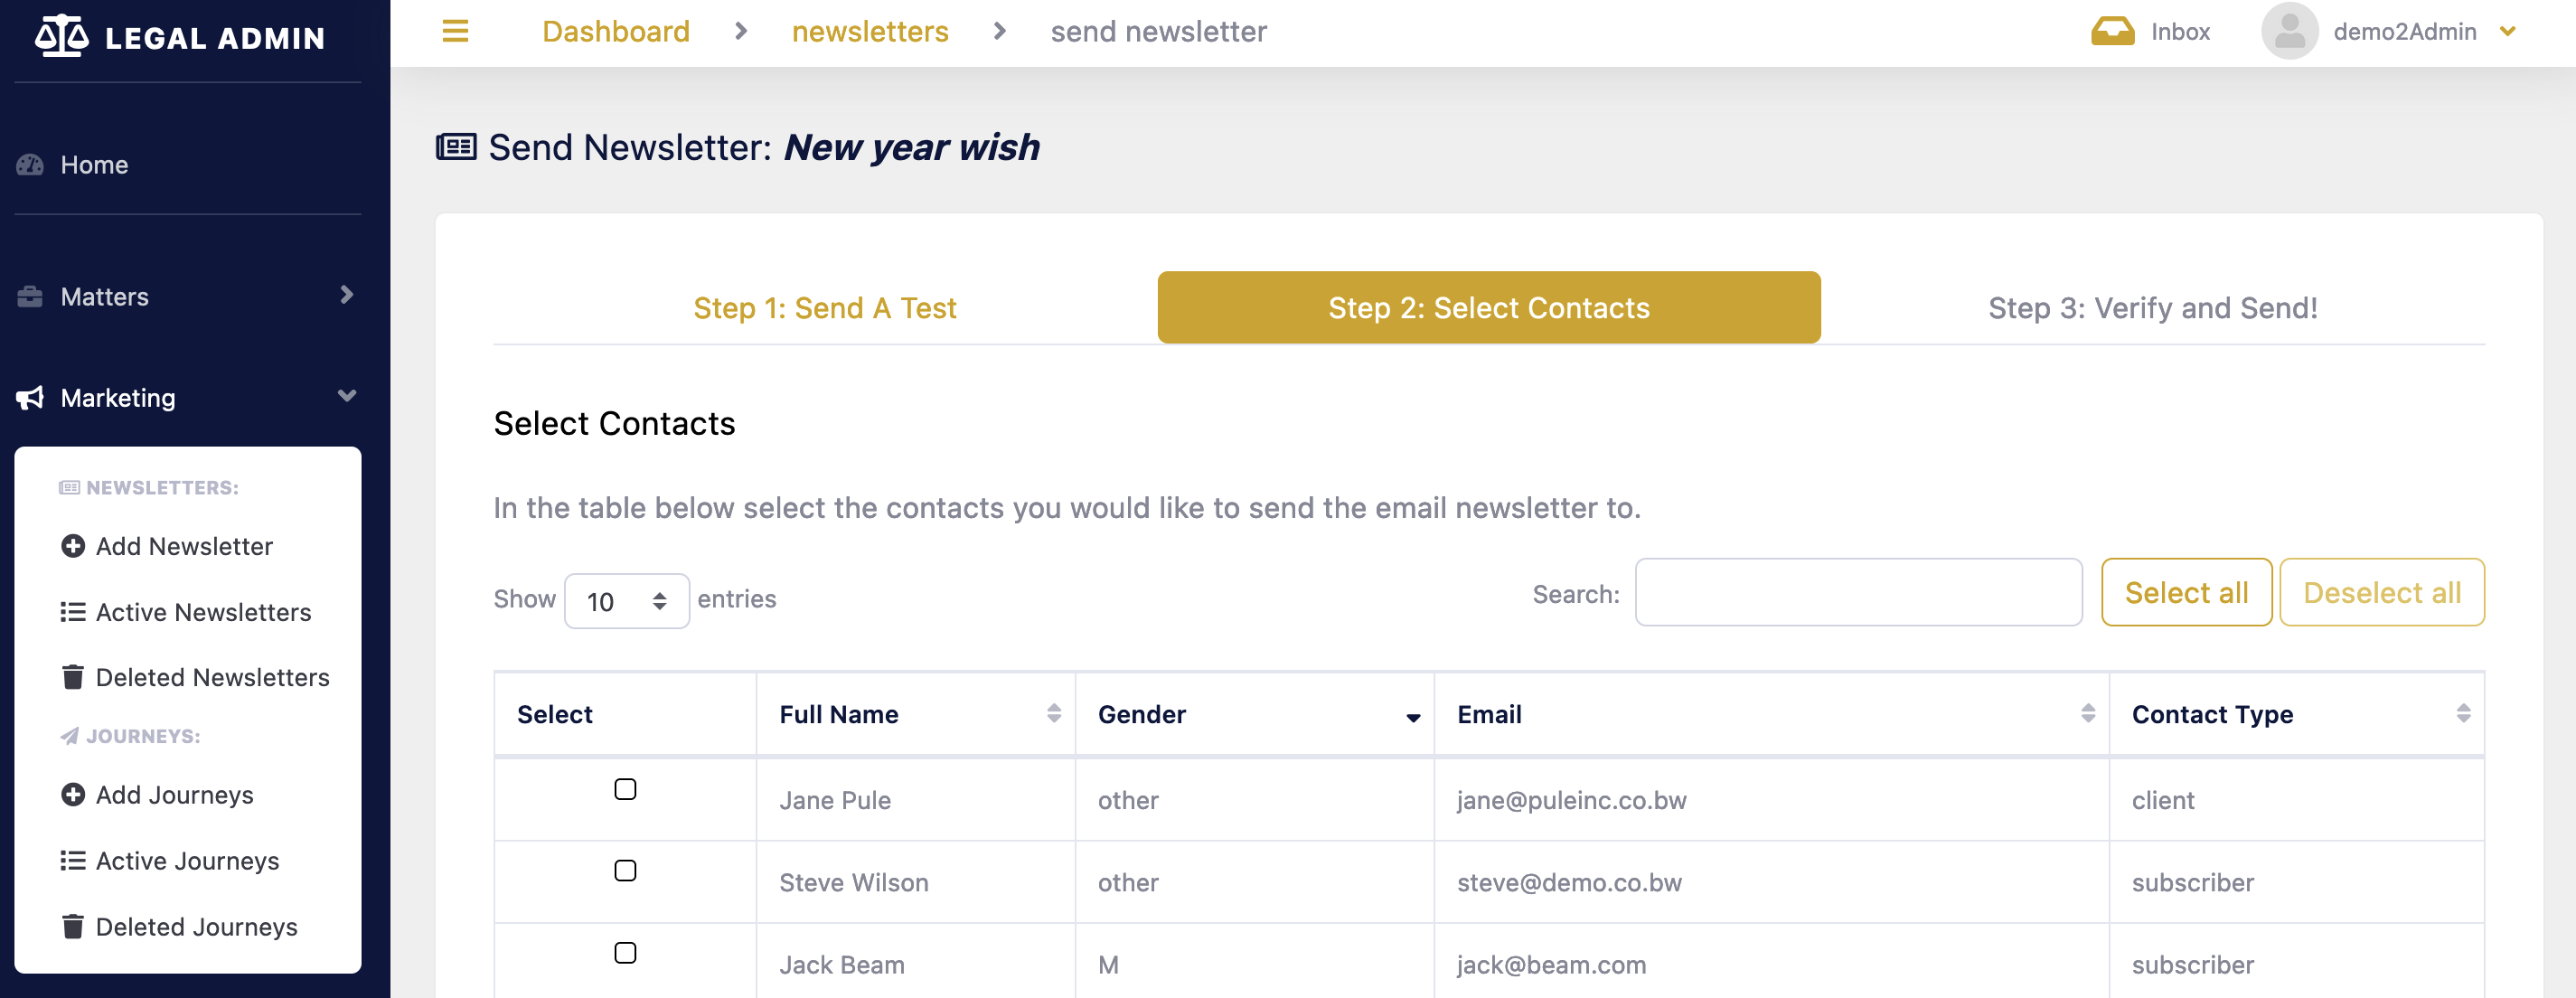 LEGAL ADMIN
Dashboard > newsletters > send newsletter
Inbox
demo2Admin
Home
Matters
Marketing
NEWSLETTERS:
Add Newsletter
Active Newsletters
Deleted Newsletters
JOURNEYS:
Add Journeys
Active Journeys
Deleted Journeys
Send Newsletter: New year wish
Step 1: Send A Test
Step 2: Select Contacts
Step 3: Verify and Send!
Select Contacts
In the table below select the contacts you would like to send the email newsletter to.
Show 10 entries
Search:
Select all
Deselect all
Select Full Name Gender Email Contact Type
Jane Pule other jane@puleinc.co.bw client
Steve Wilson other steve@demo.co.bw subscriber
Jack Beam M jack@beam.com subscriber